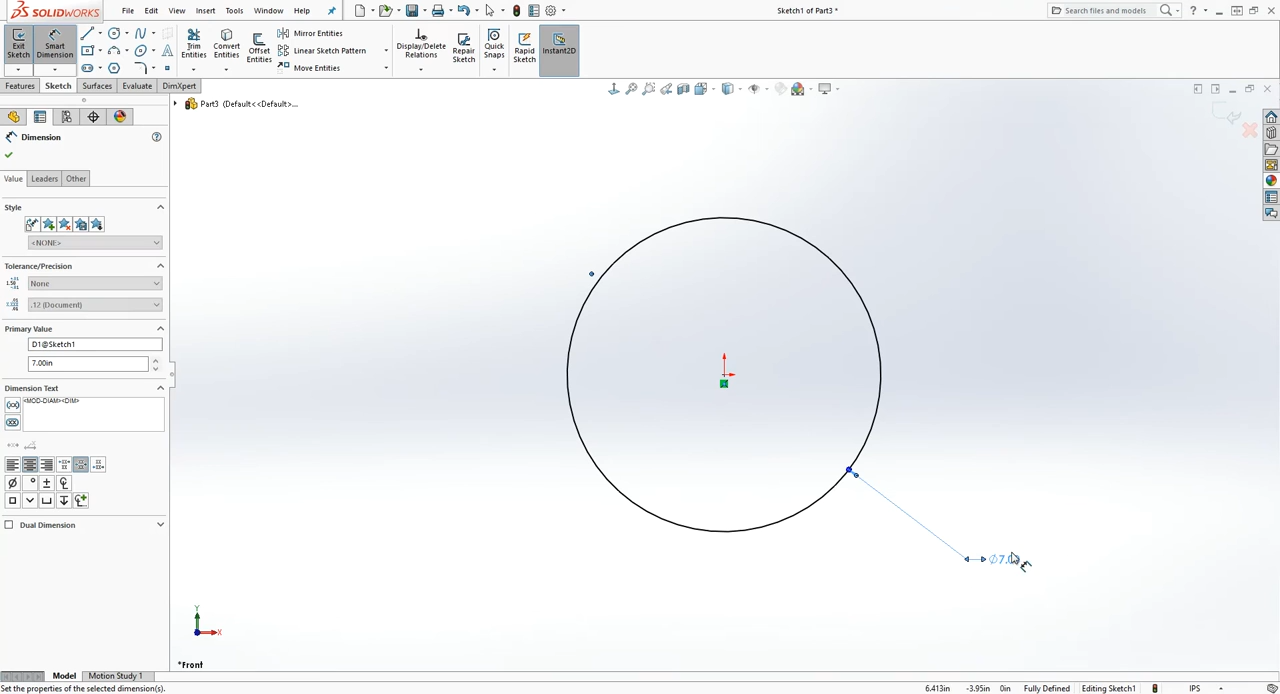 SOLIDWORKS
File Edit View Insert Tools Window Help
Sketch1 of Part3 *
Search files and models
Exit Sketch
Smart Dimension
Trim Entities
Convert Entities
Offset Entities
Mirror Entities
Linear Sketch Pattern
Move Entities
Display/Delete Relations
Repair Sketch
Quick Snaps
Rapid Sketch
Instant2D
Features Sketch Surfaces Evaluate DimXpert
Part3 (Default<<Default>...
Dimension
Value Leaders Other
Style
<NONE>
Tolerance/Precision
None
.12 (Document)
Primary Value
D1@Sketch1
7.00in
Dimension Text
<MOD-DIAM><DIM>
Dual Dimension
Y
X
*Front
Model Motion Study 1
Set the properties of the selected dimension(s).
6.413in -3.95in 0in Fully Defined Editing Sketch1 IPS